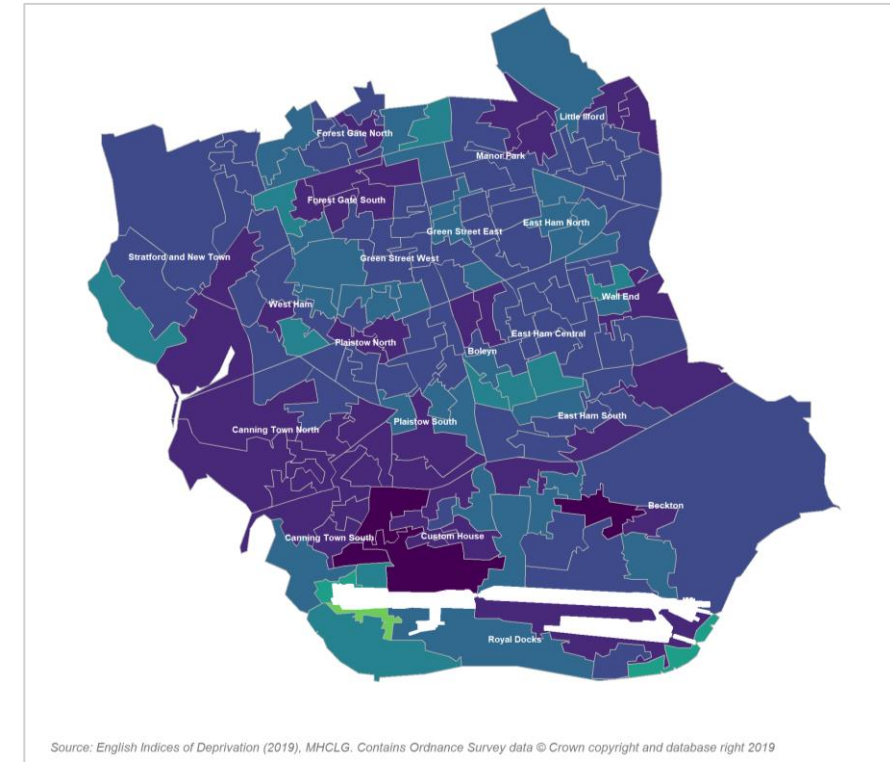 Little Ilford
Forest Gate North
Manor Park
Forest Gate South
East Ham North
Green Street East
Stratford and New Town
Green Street West
Wall End
West Ham
East Ham Central
Plaistow North
Boleyn
East Ham South
Plaistow South
Canning Town North
Beckton
Custom House
Canning Town South
Royal Docks
Source: English Indices of Deprivation (2019), MHCLG. Contains Ordnance Survey data © Crown copyright and database right 2019